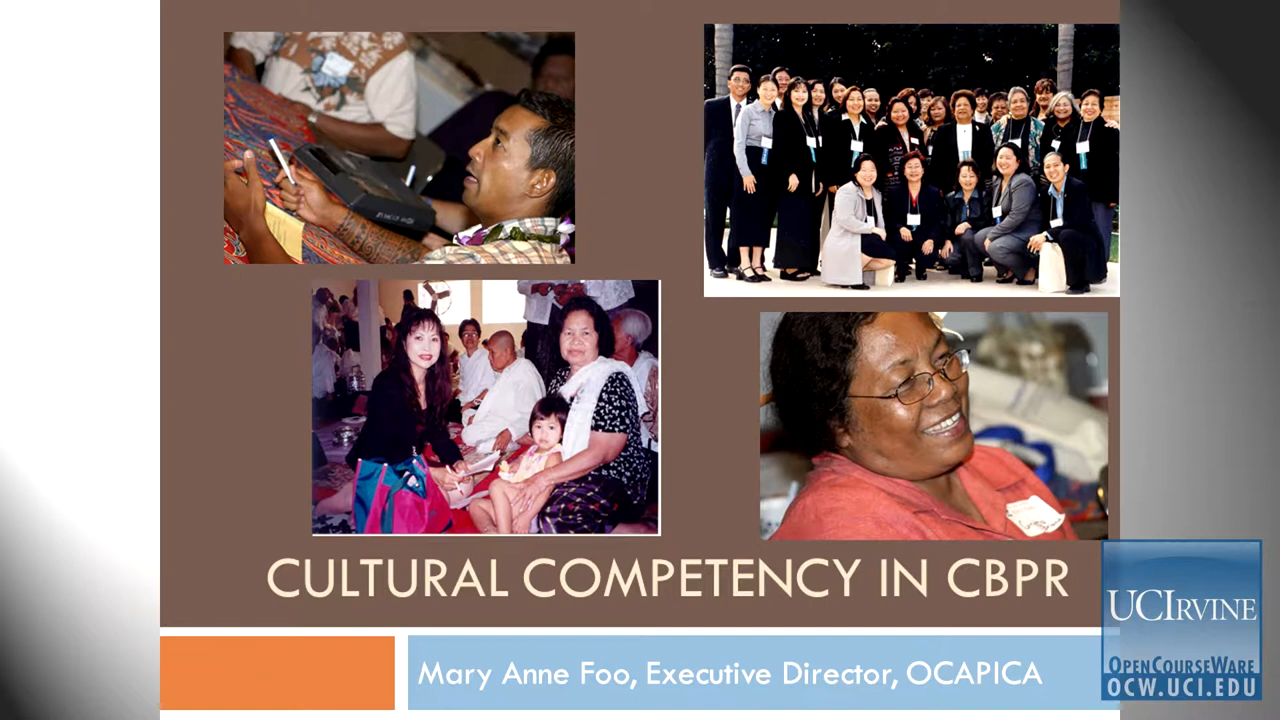 CULTURAL COMPETENCY IN CBPR
Mary Anne Foo, Executive Director, OCAPICA
UCIRVINE
OPENCOURSEWARE
OCW.UCI.EDU